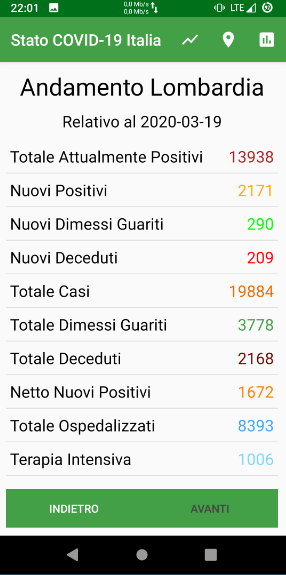 22:01
0,0 Mb/s
0,0 Mb/s
LTE
Stato COVID-19 Italia
Andamento Lombardia
Relativo al 2020-03-19
Totale Attualmente Positivi 13938
Nuovi Positivi 2171
Nuovi Dimessi Guariti 290
Nuovi Deceduti 209
Totale Casi 19884
Totale Dimessi Guariti 3778
Totale Deceduti 2168
Netto Nuovi Positivi 1672
Totale Ospedalizzati 8393
Terapia Intensiva 1006
INDIETRO AVANTI